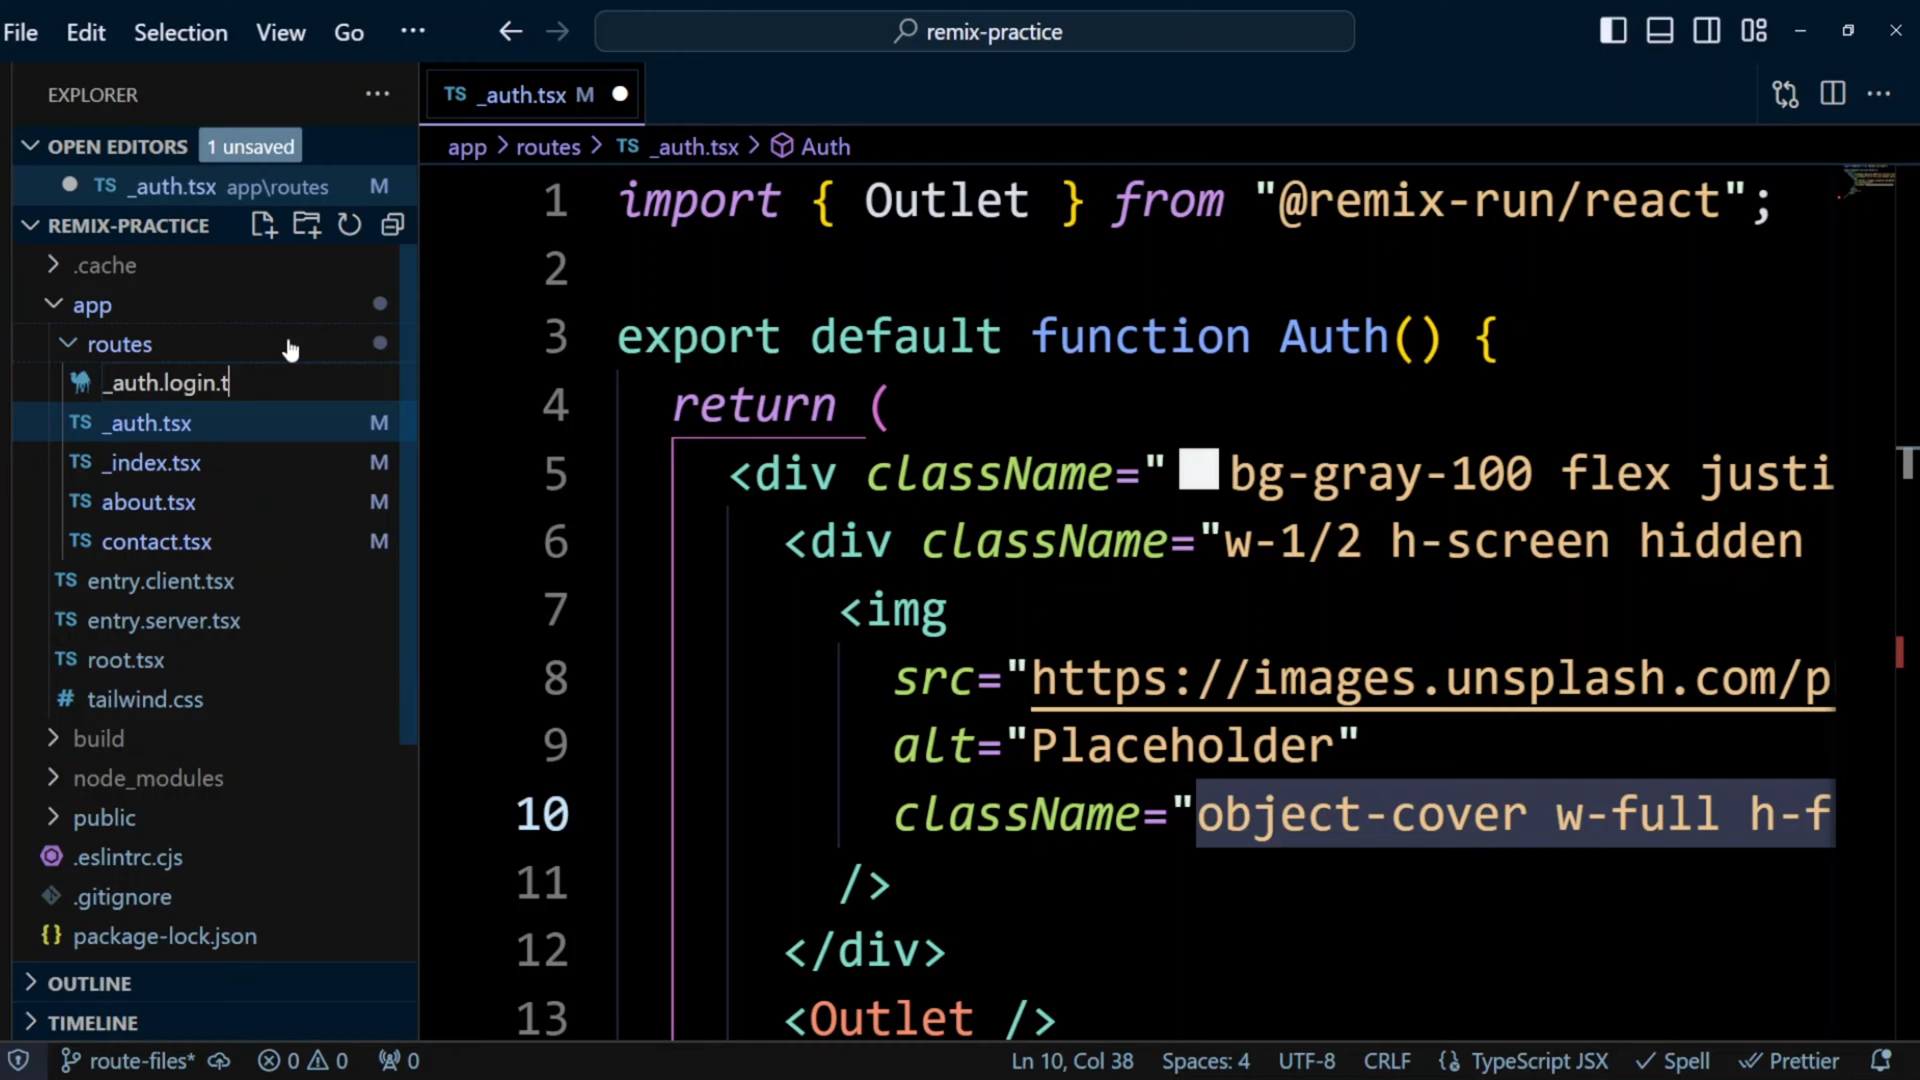 File Edit Selection View Go ···
remix-practice
EXPLORER ···
OPEN EDITORS 1 unsaved
TS _auth.tsx app\routes M
REMIX-PRACTICE
.cache
app
routes
_auth.login.t
TS _auth.tsx M
TS _index.tsx M
TS about.tsx M
TS contact.tsx M
TS entry.client.tsx
TS entry.server.tsx
TS root.tsx
# tailwind.css
build
node_modules
public
.eslintrc.cjs
.gitignore
{} package-lock.json
OUTLINE
TIMELINE
TS _auth.tsx M
app > routes > TS _auth.tsx > Auth
1 import { Outlet } from "@remix-run/react";
2
3 export default function Auth() {
4 return (
5 <div className="bg-gray-100 flex justi
6 <div className="w-1/2 h-screen hidden
7 <img
8 src="https://images.unsplash.com/p
9 alt="Placeholder"
10 className="object-cover w-full h-f
11 />
12 </div>
13 <Outlet />
route-files* 0 0 0 Ln 10, Col 38 Spaces: 4 UTF-8 CRLF {} TypeScript JSX Spell Prettier